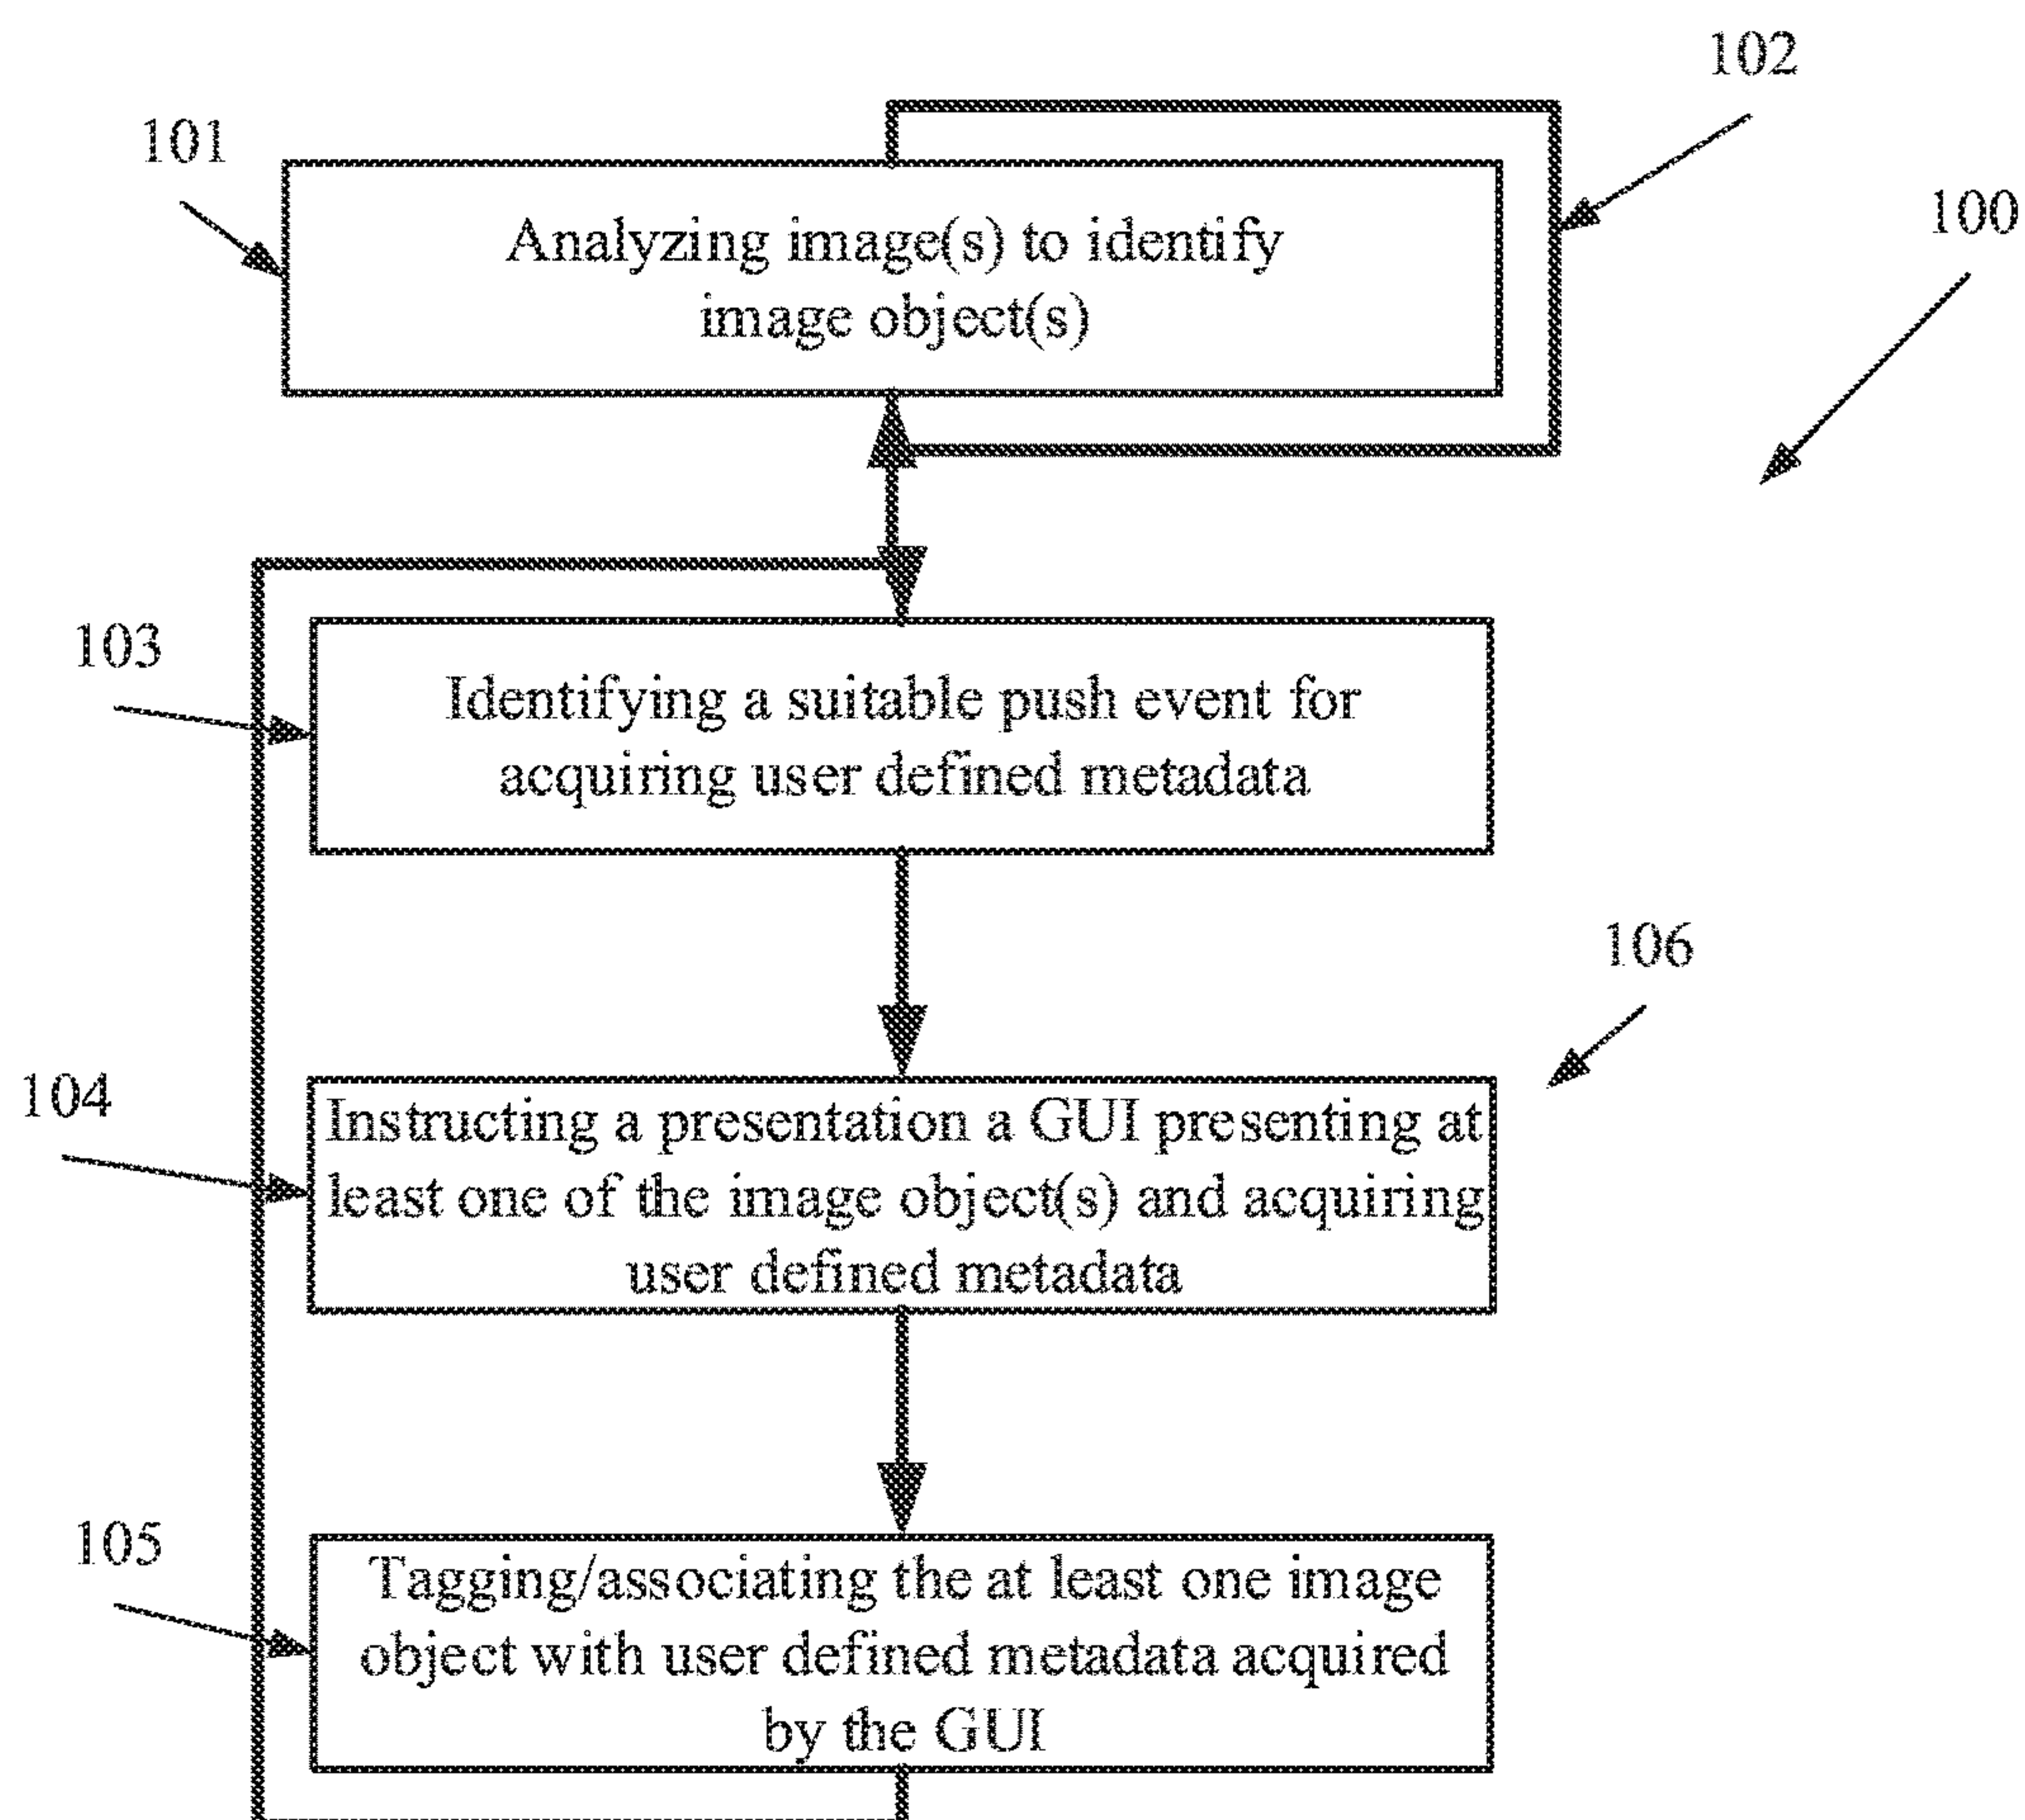 102
101
100
Analyzing image(s) to identify
image object(s)
103
Identifying a suitable push event for
acquiring user defined metadata
106
104
Instructing a presentation a GUI presenting at
least one of the image object(s) and acquiring
user defined metadata
105
Tagging/associating the at least one image
object with user defined metadata acquired
by the GUI